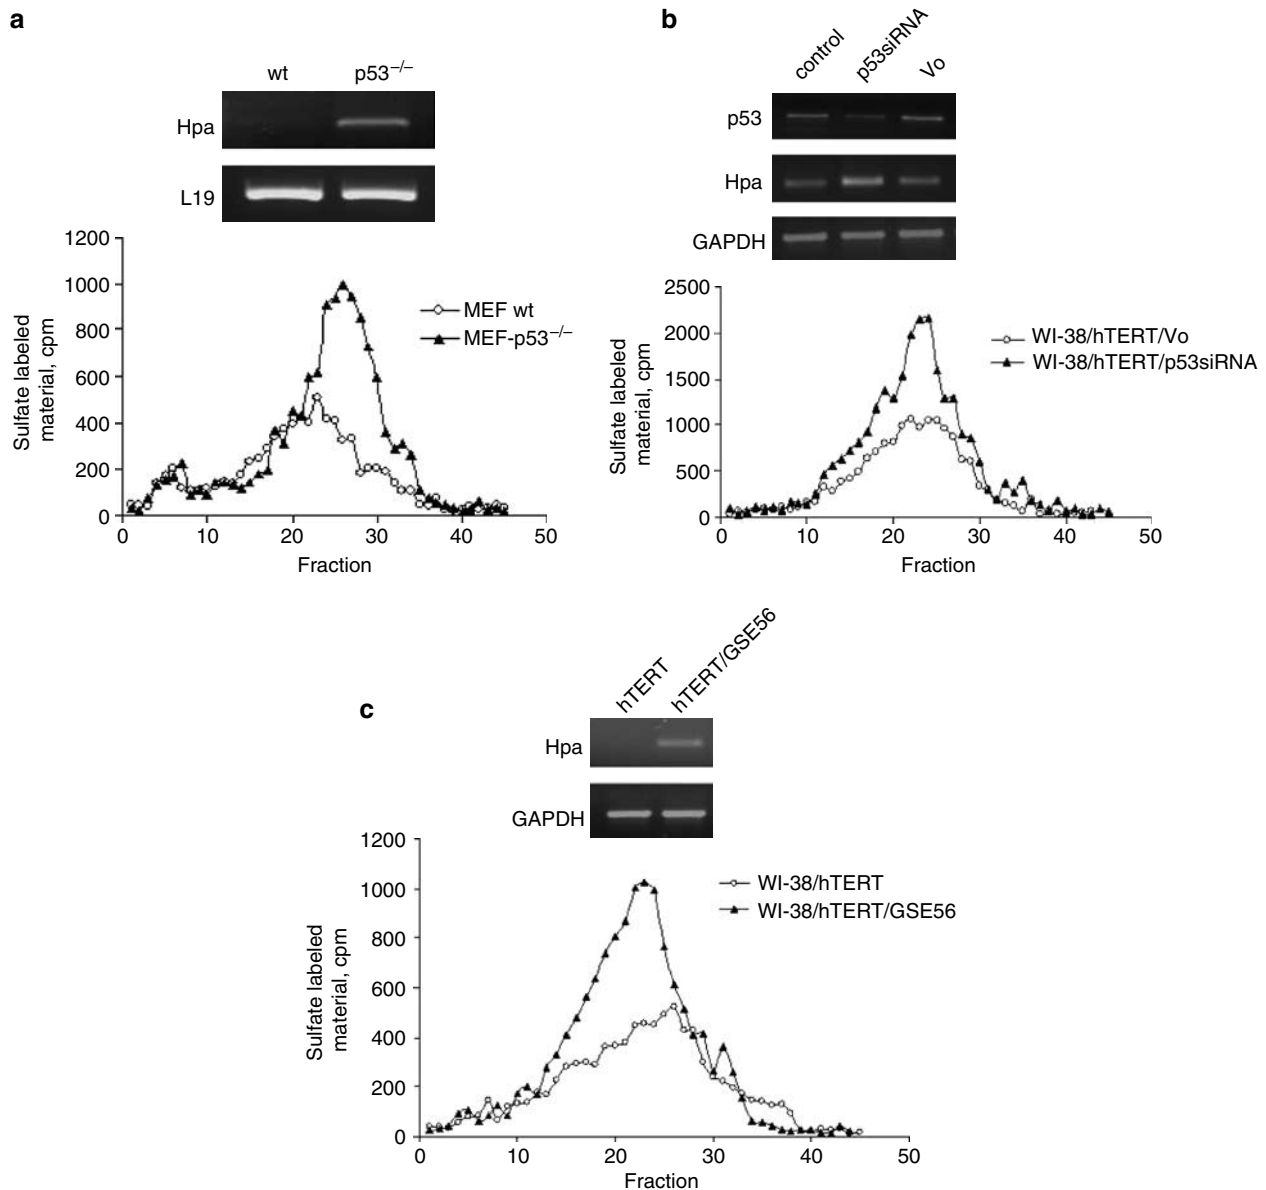 a
wt p53−/−
Hpa
L19
1200
1000
800
600
400
200
0
0 10 20 30 40 50
Sulfate labeled
material, cpm
Fraction
MEF wt
MEF-p53−/−
b
control p53siRNA Vo
p53
Hpa
GAPDH
2500
2000
1500
1000
500
0
0 10 20 30 40 50
Sulfate labeled
material, cpm
Fraction
WI-38/hTERT/Vo
WI-38/hTERT/p53siRNA
c
hTERT hTERT/GSE56
Hpa
GAPDH
1200
1000
800
600
400
200
0
0 10 20 30 40 50
Sulfate labeled
material, cpm
Fraction
WI-38/hTERT
WI-38/hTERT/GSE56